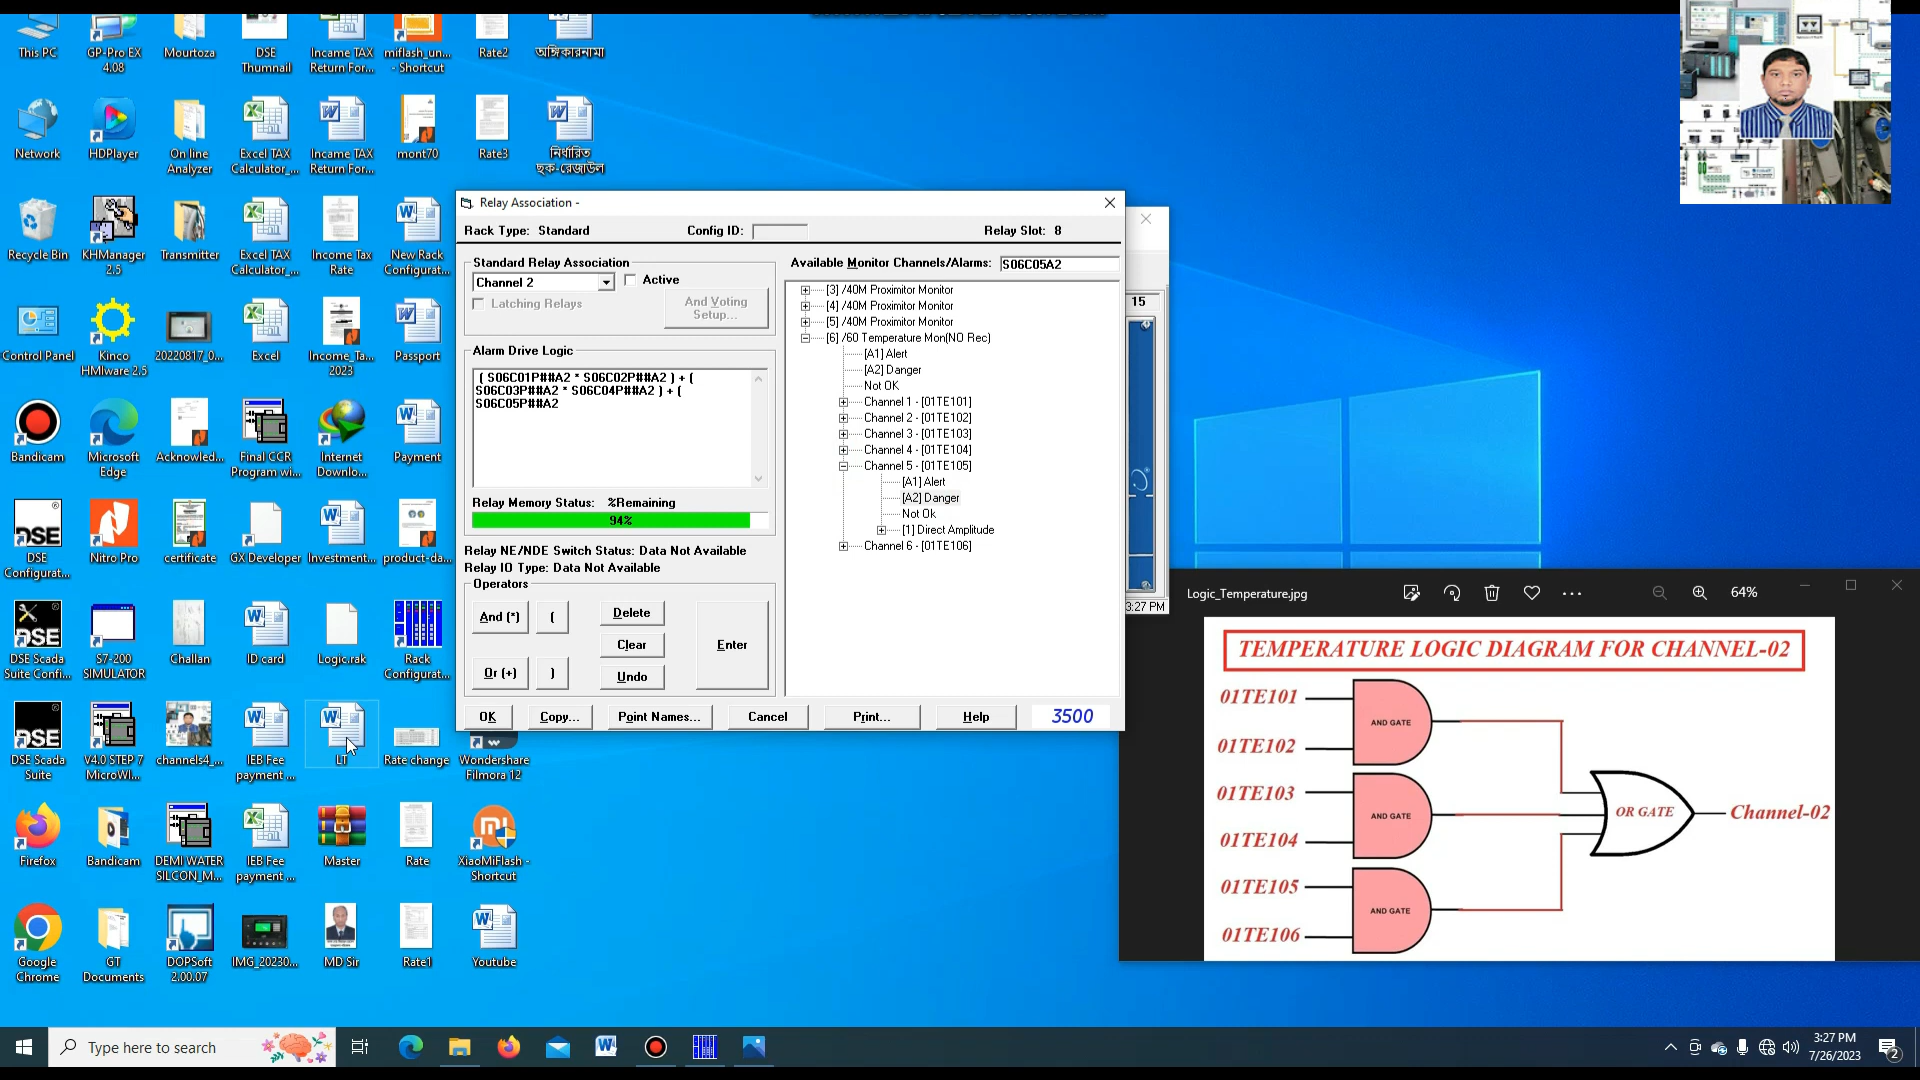 This PC
GP-Pro EX
4.08
Mourtoza
DSE
Thumnail
Incame TAX
Return For...
miflash_un...
- Shortcut
Rate2
অঙ্গিকারনামা
Network
HDPlayer
On line
Analyzer
Excel TAX
Calculator_...
Incame TAX
Return For...
mont70
Rate3
নির্ধারিত
ছক-রেজাউল
Recycle Bin
KHManager
2.5
Transmitter
Excel TAX
Calculator_...
Income Tax
Rate
New Rack
Configurat...
Control Panel
Kinco
HMIware 2.5
20220817_0...
Excel
Income_Ta...
2023
Passport
Bandicam
Microsoft
Edge
Acknowled...
Final CCR
Program wi...
Internet
Downlo...
Payment
DSE
Configurat...
Nitro Pro
certificate
GX Developer
Investment...
product-da...
DSE Scada
Suite Confi...
S7-200
SIMULATOR
Challan
ID card
Logic.rak
Rack
Configurat...
DSE Scada
Suite
V4.0 STEP 7
MicroWI...
channels4_...
IEB Fee
payment ...
LT
Rate change
Wondershare
Filmora 12
Firefox
Bandicam
DEMI WATER
SILCON_M...
IEB Fee
payment ...
Master
Rate
XiaoMiFlash -
Shortcut
Google
Chrome
GT
Documents
DOPSoft
2.00.07
IMG_20230...
MD Sir
Rate1
Youtube
Relay Association -
Rack Type: Standard
Config ID:
Relay Slot: 8
Standard Relay Association
Channel 2
Active
Latching Relays
And Voting
Setup...
Alarm Drive Logic
( S06C01P##A2 * S06C02P##A2 ) + (
S06C03P##A2 * S06C04P##A2 ) + (
S06C05P##A2
Relay Memory Status: %Remaining
94%
Relay NE/NDE Switch Status: Data Not Available
Relay IO Type: Data Not Available
Operators
And (*)
(
Delete
Clear
Enter
Or (+)
)
Undo
Available Monitor Channels/Alarms:
S06C05A2
[3] /40M Proximitor Monitor
[4] /40M Proximitor Monitor
[5] /40M Proximitor Monitor
[6] /60 Temperature Mon(NO Rec)
[A1] Alert
[A2] Danger
Not OK
Channel 1 - [01TE101]
Channel 2 - [01TE102]
Channel 3 - [01TE103]
Channel 4 - [01TE104]
Channel 5 - [01TE105]
[A1] Alert
[A2] Danger
Not Ok
[1] Direct Amplitude
Channel 6 - [01TE106]
OK
Copy...
Point Names...
Cancel
Print...
Help
3500
15
3:27 PM
Logic_Temperature.jpg
64%
TEMPERATURE LOGIC DIAGRAM FOR CHANNEL-02
01TE101
AND GATE
01TE102
01TE103
AND GATE
01TE104
OR GATE
Channel-02
01TE105
AND GATE
01TE106
Type here to search
3:27 PM
7/26/2023
2